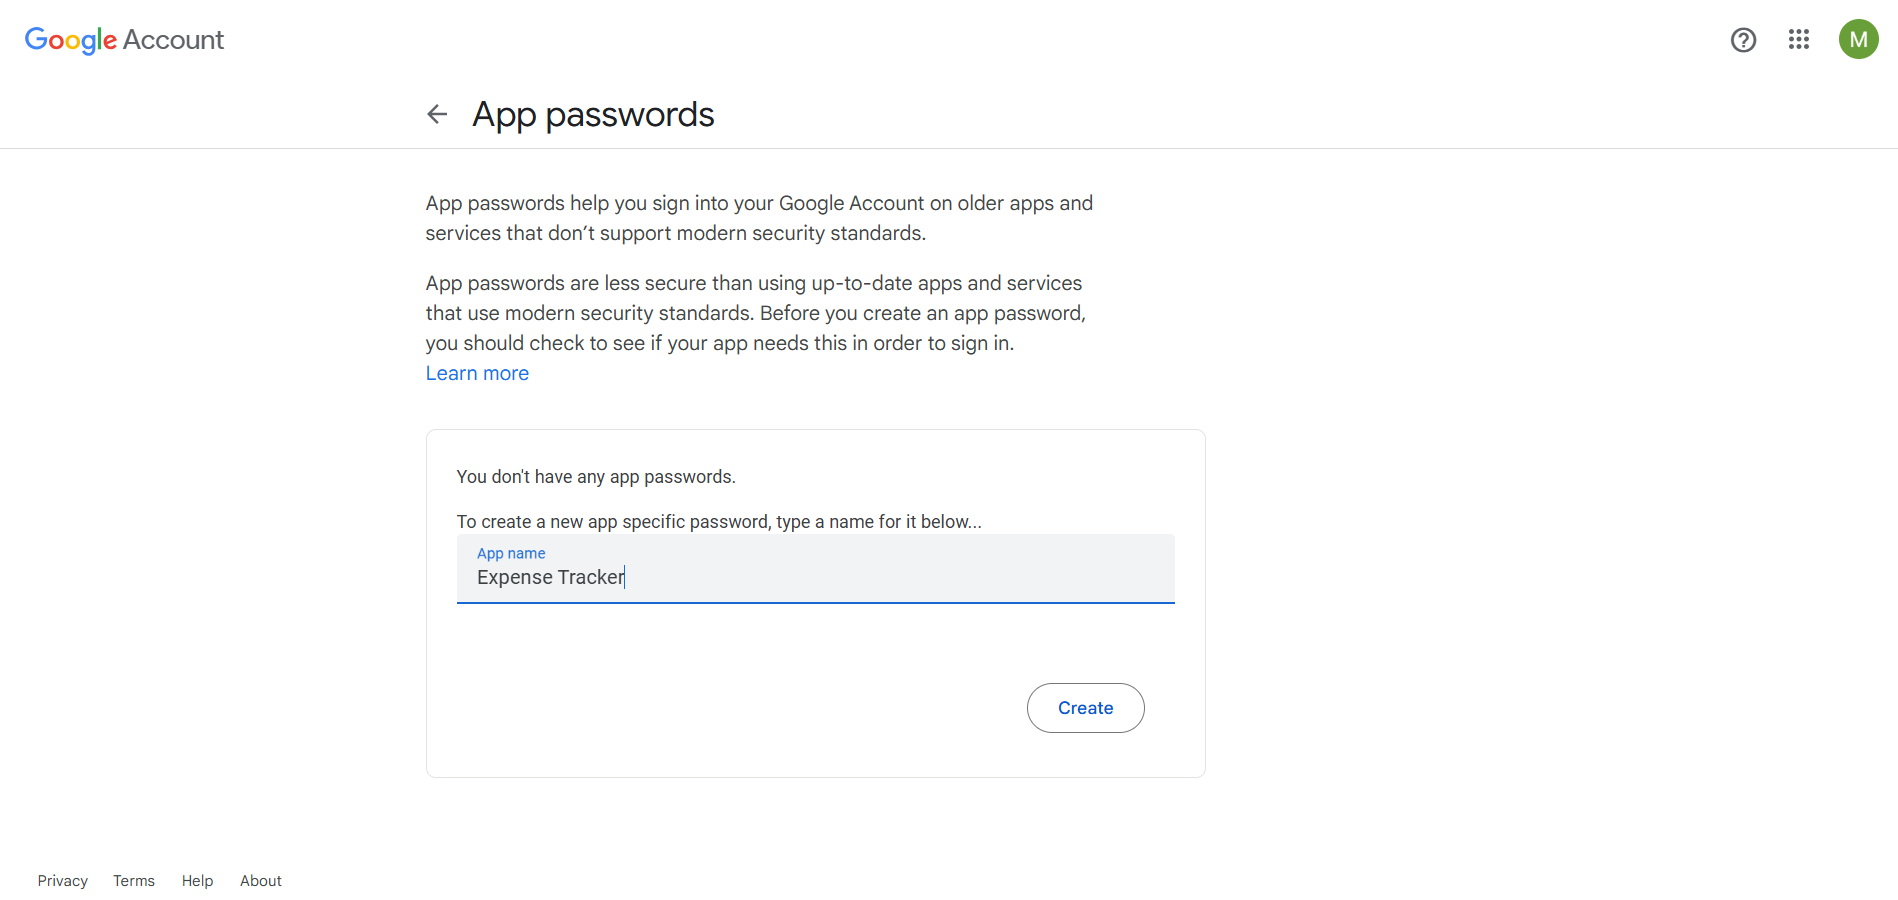 Google Account
M
App passwords
App passwords help you sign into your Google Account on older apps and
services that don’t support modern security standards.
App passwords are less secure than using up-to-date apps and services
that use modern security standards. Before you create an app password,
you should check to see if your app needs this in order to sign in.
Learn more
You don't have any app passwords.
To create a new app specific password, type a name for it below...
App name
Expense Tracker
Create
Privacy Terms Help About